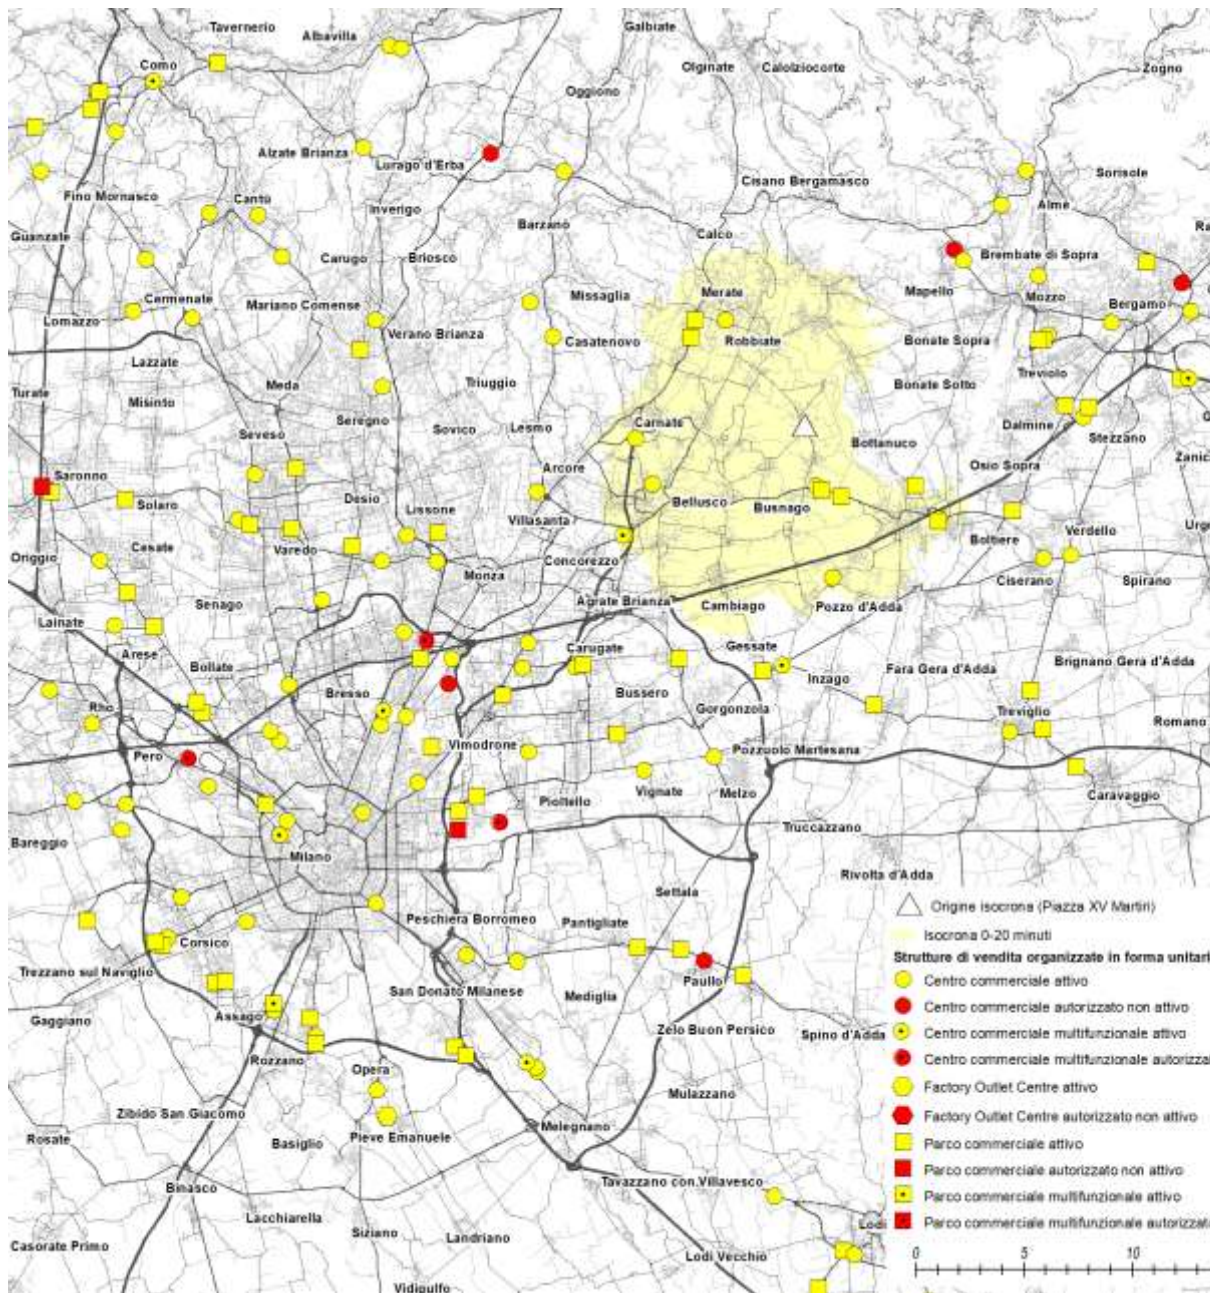 Tavernerio
Albavilla
Galbiate
Como
Olginate
Calolziocorte
Zogno
Oggiono
Alzate Brianza
Lurago d'Erba
Cisano Bergamasco
Sorisole
Fino Mornasco
Cantù
Inverigo
Barzano
Almè
Guanzate
Calco
Carugo
Briosco
Brembate di Sopra
Missaglia
Merate
Mapello
Mozzo
Bergamo
Cermenate
Mariano Comense
Lomazzo
Verano Brianza
Casatenovo
Robbiate
Bonate Sopra
Lazzate
Treviolo
Turate
Misinto
Meda
Triuggio
Bonate Sotto
Seregno
Seveso
Sovico
Lesmo
Carnate
Dalmine
Stezzano
Bottanuco
Saronno
Arcore
Osio Sopra
Solaro
Desio
Bellusco
Busnago
Lissone
Villasanta
Verdello
Origgio
Cesate
Varedo
Concorezzo
Boltiere
Monza
Ciserano
Spirano
Senago
Agrate Brianza
Cambiago
Pozzo d'Adda
Lainate
Arese
Bollate
Carugate
Gessate
Fara Gera d'Adda
Brignano Gera d'Adda
Bresso
Bussero
Inzago
Rho
Gorgonzola
Treviglio
Romano
Pero
Vimodrone
Pozzuolo Martesana
Pioltello
Vignate
Melzo
Caravaggio
Bareggio
Truccazzano
Milano
Rivolta d'Adda
Settala
Origine isocrona (Piazza XV Martiri)
Peschiera Borromeo
Pantigliate
Isocrona 0-20 minuti
Corsico
Strutture di vendita organizzate in forma unitari
Trezzano sul Naviglio
Paullo
Centro commerciale attivo
San Donato Milanese
Mediglia
Centro commerciale autorizzato non attivo
Gaggiano
Assago
Zelo Buon Persico
Spino d'Adda
Centro commerciale multifunzionale attivo
Rozzano
Centro commerciale multifunzionale autorizza
Opera
Factory Outlet Centre attivo
Zibido San Giacomo
Mulazzano
Factory Outlet Centre autorizzato non attivo
Rosate
Basiglio
Pieve Emanuele
Melegnano
Parco commerciale attivo
Binasco
Tavazzano con Villavesco
Parco commerciale autorizzato non attivo
Parco commerciale multifunzionale attivo
Lacchiarella
Siziano
Landriano
Lodi
Parco commerciale multifunzionale autorizzat
Casorate Primo
Lodi Vecchio
0 5 10
Vidigulfo